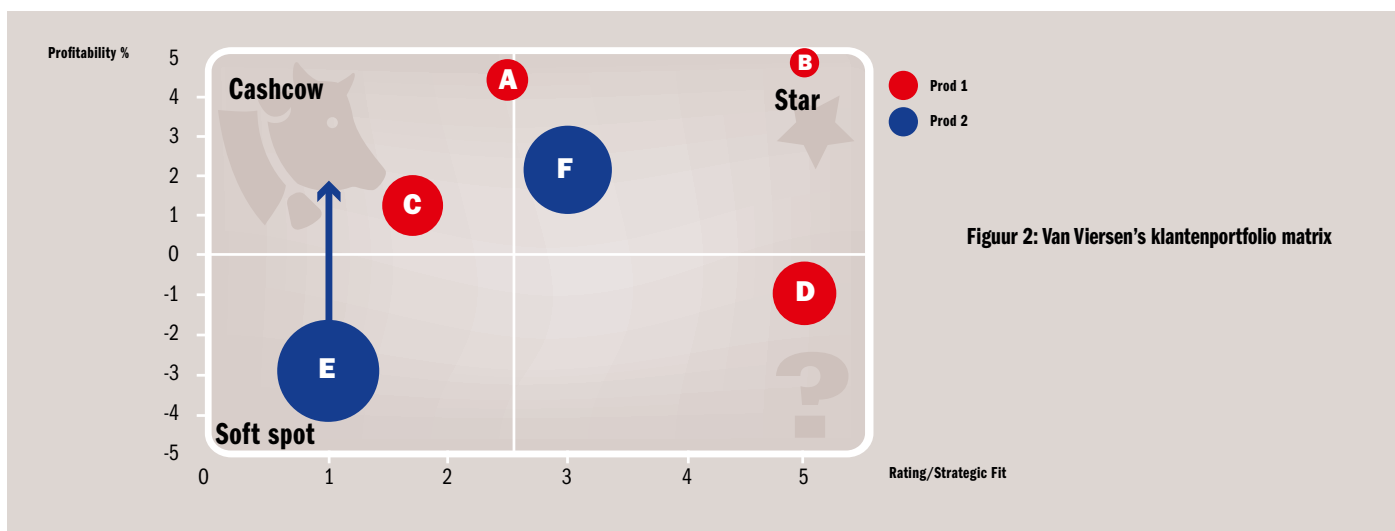 Profitability %
5
4
3
2
1
0
-1
-2
-3
-4
-5
Cashcow
A
B
Star
Prod 1
Prod 2
F
C
Figuur 2: Van Viersen's klantenportfolio matrix
D
E
?
Soft spot
0 1 2 3 4 5
Rating/Strategic Fit